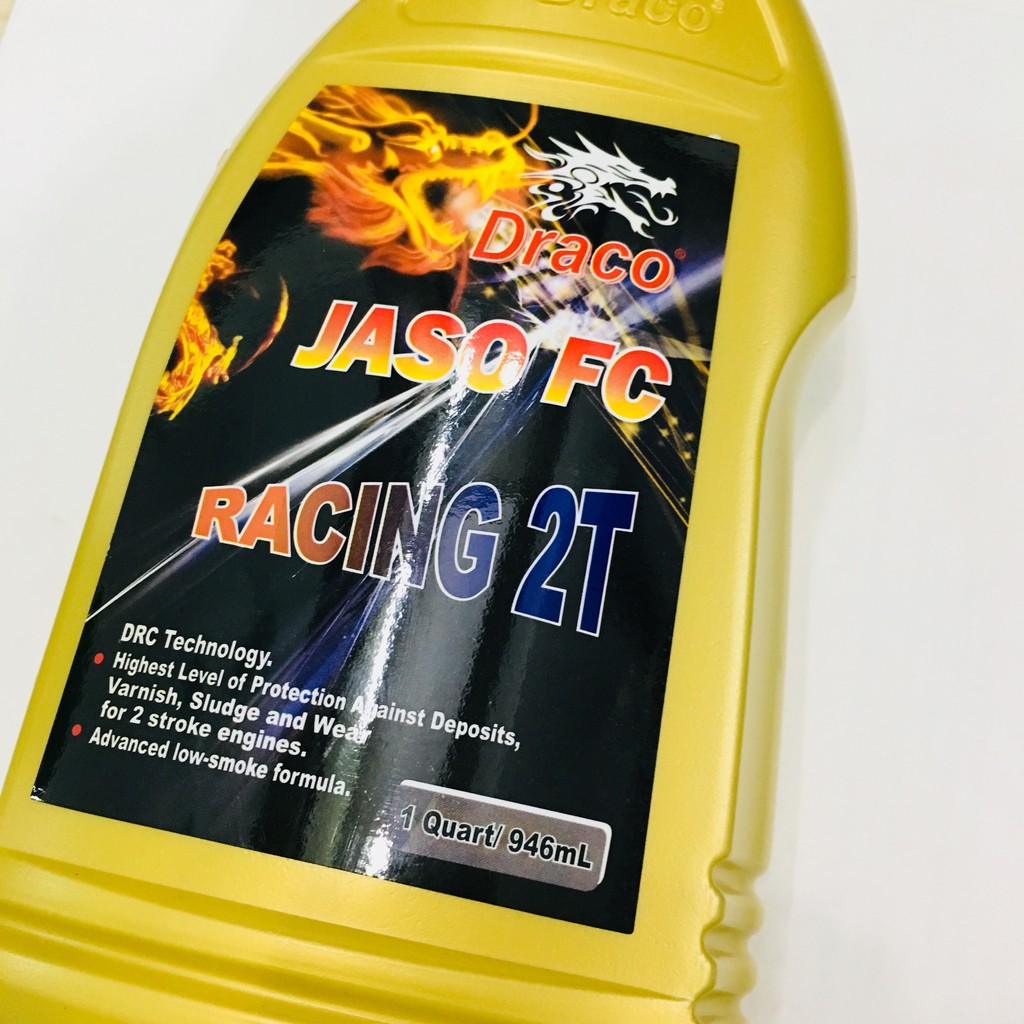 Draco®
Draco®
JASO FC
RACING 2T
DRC Technology.
• Highest Level of Protection Against Deposits,
Varnish, Sludge and Wear
for 2 stroke engines.
• Advanced low-smoke formula.
1 Quart/ 946mL